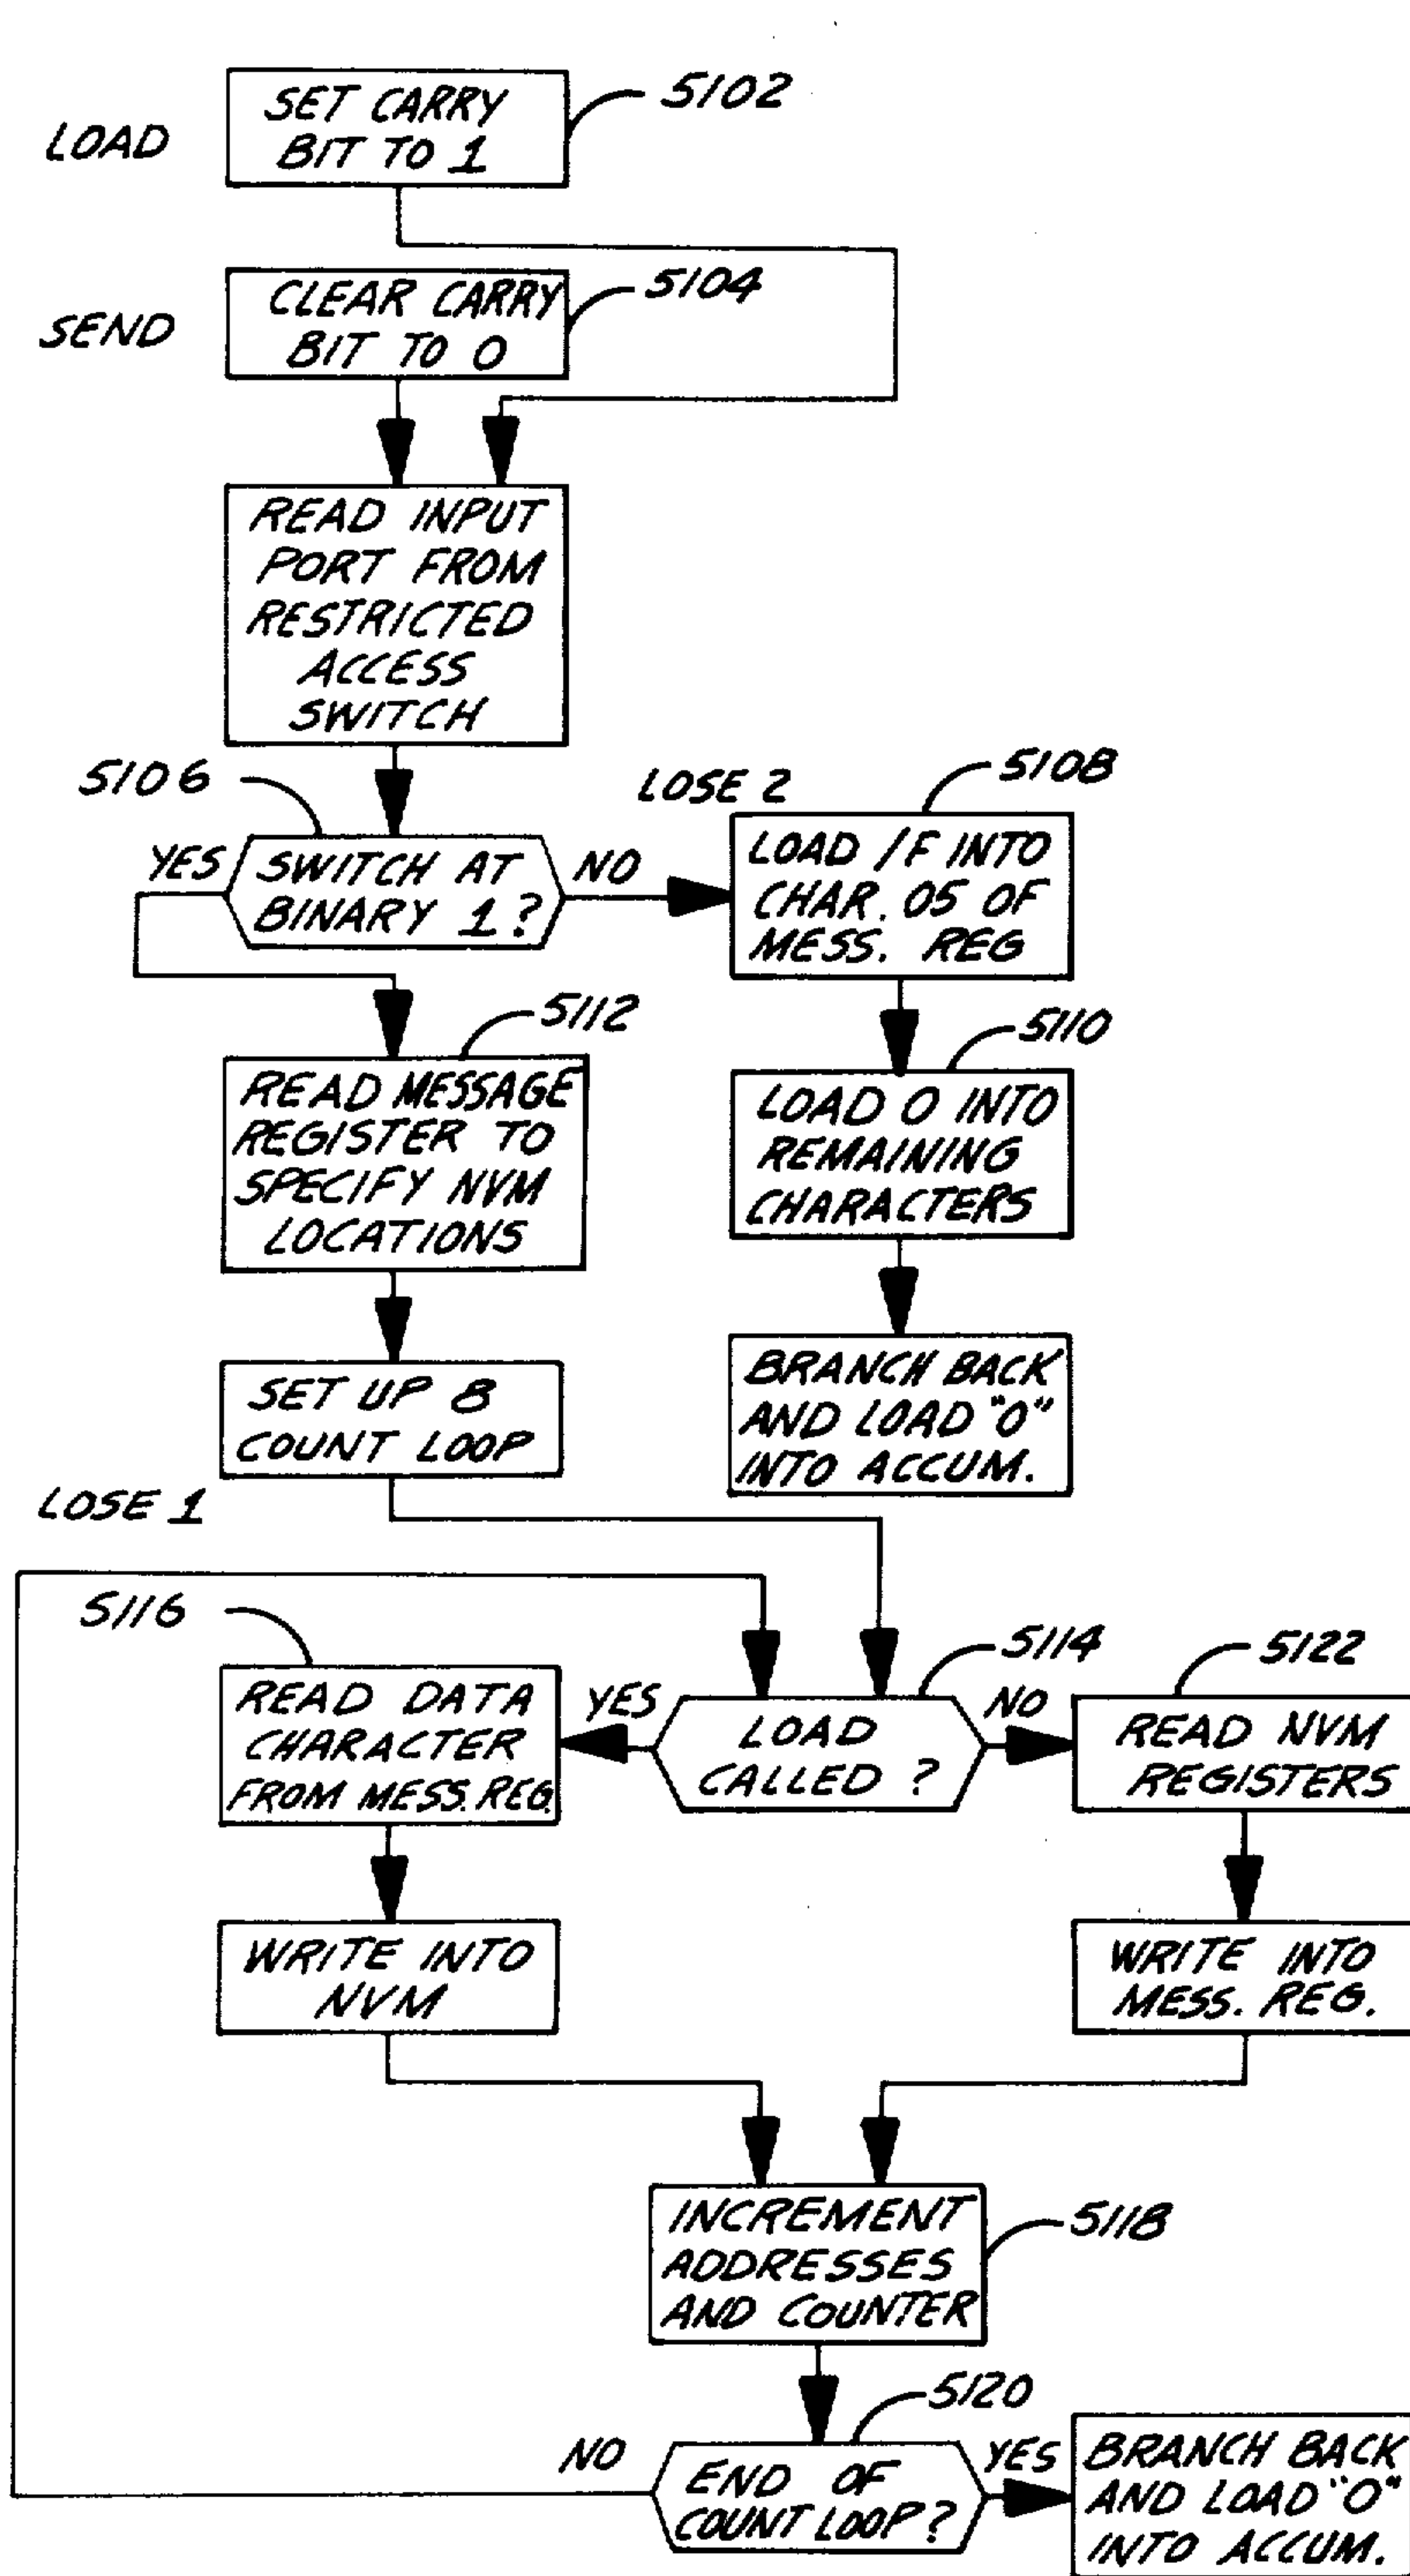 LOAD
SET CARRY
BIT TO 1
5102
SEND
CLEAR CARRY
BIT TO 0
5104
READ INPUT
PORT FROM
RESTRICTED
ACCESS
SWITCH
5106
YES
SWITCH AT
BINARY 1?
NO
LOSE 2
5108
LOAD /F INTO
CHAR. 05 OF
MESS. REG
5112
READ MESSAGE
REGISTER TO
SPECIFY NVM
LOCATIONS
5110
LOAD 0 INTO
REMAINING
CHARACTERS
SET UP 8
COUNT LOOP
BRANCH BACK
AND LOAD "0"
INTO ACCUM.
LOSE 1
5116
READ DATA
CHARACTER
FROM MESS. REG.
YES
5114
LOAD
CALLED ?
NO
5122
READ NVM
REGISTERS
WRITE INTO
NVM
WRITE INTO
MESS. REG.
INCREMENT
ADDRESSES
AND COUNTER
5118
5120
NO
END OF
COUNT LOOP?
YES
BRANCH BACK
AND LOAD "0"
INTO ACCUM.